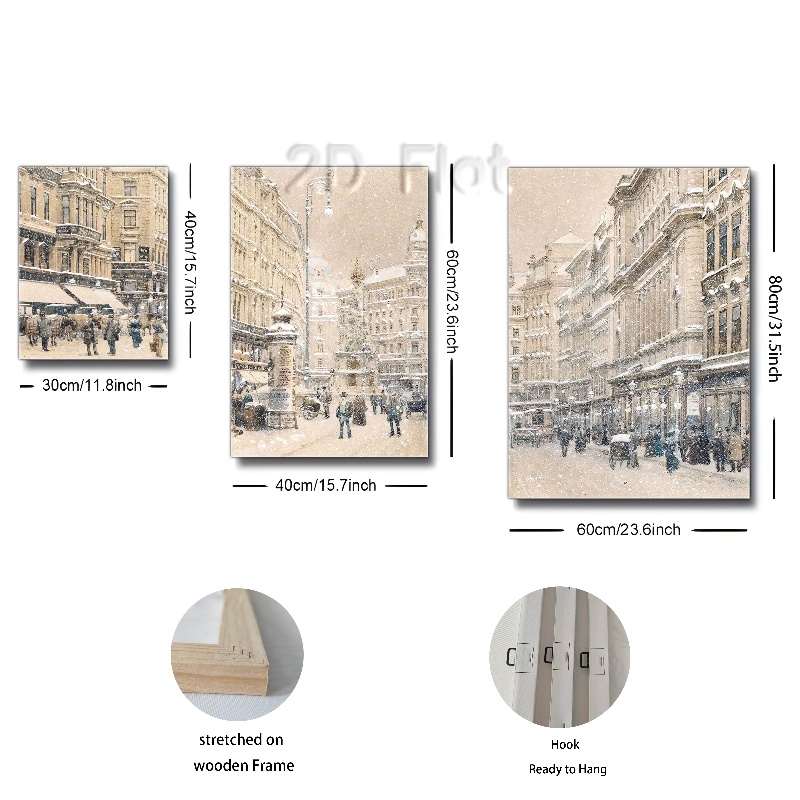 2D Flat
40cm/15.7inch
30cm/11.8inch
60cm/23.6inch
40cm/15.7inch
80cm/31.5inch
60cm/23.6inch
stretched on
wooden Frame
Hook
Ready to Hang